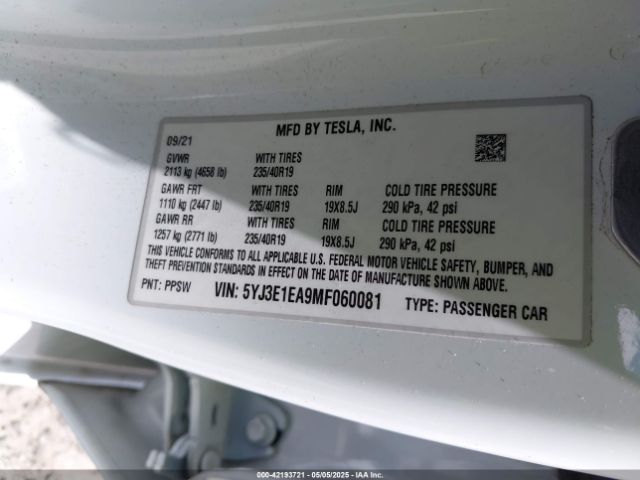 MFD BY TESLA, INC.
09/21
GVWR WITH TIRES
2113 kg (4658 lb) 235/40R19
GAWR FRT WITH TIRES RIM COLD TIRE PRESSURE
1110 kg (2447 lb) 235/40R19 19X8.5J 290 kPa, 42 psi
GAWR RR WITH TIRES RIM COLD TIRE PRESSURE
1257 kg (2771 lb) 235/40R19 19X8.5J 290 kPa, 42 psi
THIS VEHICLE CONFORMS TO ALL APPLICABLE U.S. FEDERAL MOTOR VEHICLE SAFETY, BUMPER, AND
THEFT PREVENTION STANDARDS IN EFFECT ON THE DATE OF MANUFACTURE SHOWN ABOVE.
PNT: PPSW VIN: 5YJ3E1EA9MF060081 TYPE: PASSENGER CAR
000-42193721 - 05/05/2025 - IAA Inc.